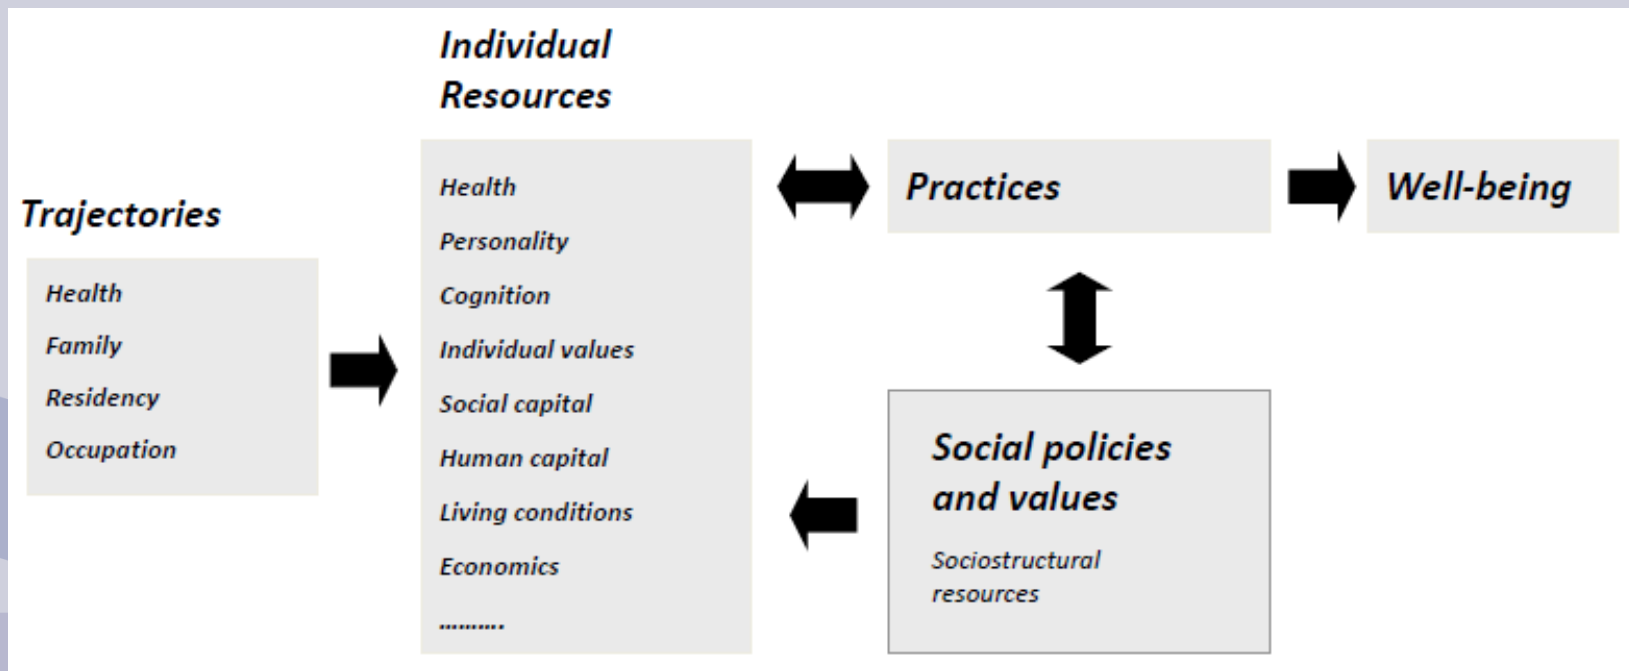 Trajectories
Health
Family
Residency
Occupation
Individual
Resources
Health
Personality
Cognition
Individual values
Social capital
Human capital
Living conditions
Economics
..........
Practices
Well-being
Social policies
and values
Sociostructural
resources